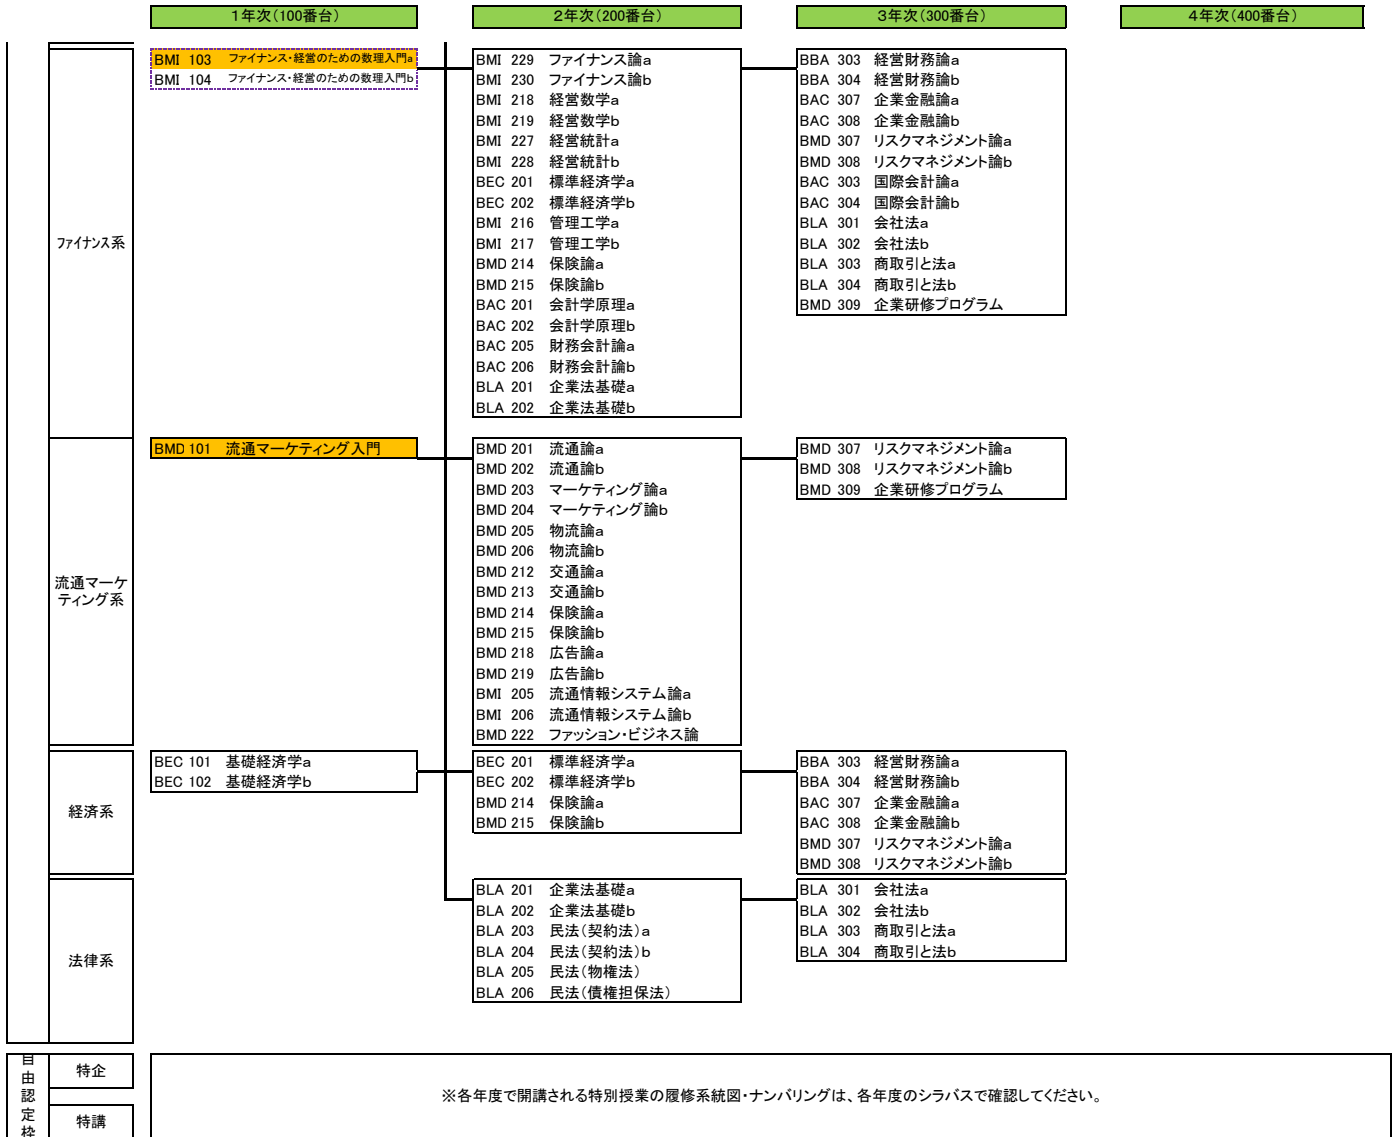 １年次（100番台）
２年次（200番台）
３年次（300番台）
４年次（400番台）
ファイナンス系
BMI 103 ファイナンス・経営のための数理入門a
BMI 104 ファイナンス・経営のための数理入門b
BMI 229 ファイナンス論a
BMI 230 ファイナンス論b
BMI 218 経営数学a
BMI 219 経営数学b
BMI 227 経営統計a
BMI 228 経営統計b
BEC 201 標準経済学a
BEC 202 標準経済学b
BMI 216 管理工学a
BMI 217 管理工学b
BMD 214 保険論a
BMD 215 保険論b
BAC 201 会計学原理a
BAC 202 会計学原理b
BAC 205 財務会計論a
BAC 206 財務会計論b
BLA 201 企業法基礎a
BLA 202 企業法基礎b
BBA 303 経営財務論a
BBA 304 経営財務論b
BAC 307 企業金融論a
BAC 308 企業金融論b
BMD 307 リスクマネジメント論a
BMD 308 リスクマネジメント論b
BAC 303 国際会計論a
BAC 304 国際会計論b
BLA 301 会社法a
BLA 302 会社法b
BLA 303 商取引と法a
BLA 304 商取引と法b
BMD 309 企業研修プログラム
流通マーケ
ティング系
BMD 101 流通マーケティング入門
BMD 201 流通論a
BMD 202 流通論b
BMD 203 マーケティング論a
BMD 204 マーケティング論b
BMD 205 物流論a
BMD 206 物流論b
BMD 212 交通論a
BMD 213 交通論b
BMD 214 保険論a
BMD 215 保険論b
BMD 218 広告論a
BMD 219 広告論b
BMI 205 流通情報システム論a
BMI 206 流通情報システム論b
BMD 222 ファッション・ビジネス論
BMD 307 リスクマネジメント論a
BMD 308 リスクマネジメント論b
BMD 309 企業研修プログラム
経済系
BEC 101 基礎経済学a
BEC 102 基礎経済学b
BEC 201 標準経済学a
BEC 202 標準経済学b
BMD 214 保険論a
BMD 215 保険論b
BBA 303 経営財務論a
BBA 304 経営財務論b
BAC 307 企業金融論a
BAC 308 企業金融論b
BMD 307 リスクマネジメント論a
BMD 308 リスクマネジメント論b
法律系
BLA 201 企業法基礎a
BLA 202 企業法基礎b
BLA 203 民法（契約法）a
BLA 204 民法（契約法）b
BLA 205 民法（物権法）
BLA 206 民法（債権担保法）
BLA 301 会社法a
BLA 302 会社法b
BLA 303 商取引と法a
BLA 304 商取引と法b
自由認定枠
特企
特講
※各年度で開講される特別授業の履修系統図・ナンバリングは、各年度のシラバスで確認してください。